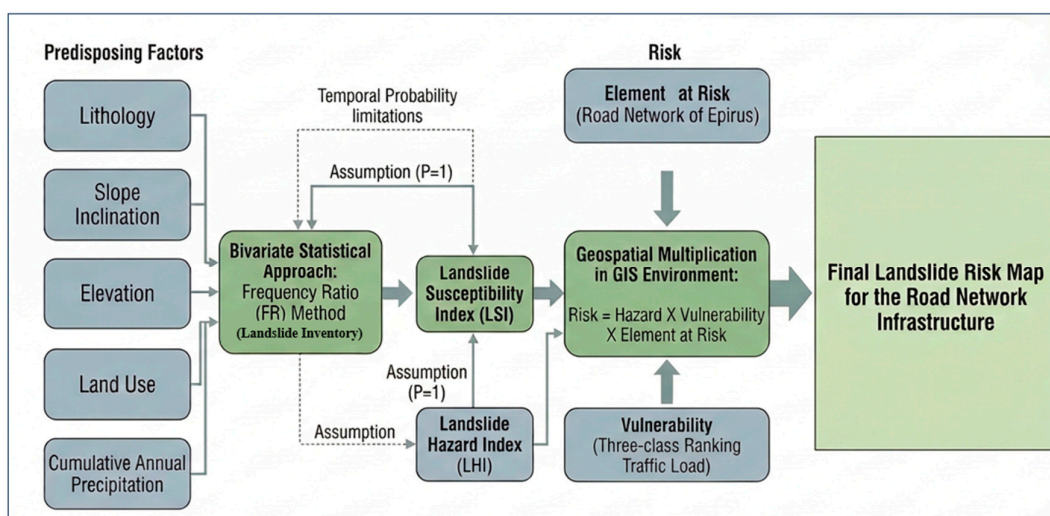 Predisposing Factors
Lithology
Slope
Inclination
Elevation
Land Use
Cumulative Annual
Precipitation
Temporal Probability
limitations
Assumption (P=1)
Bivariate Statistical
Approach:
Frequency Ratio
(FR) Method
(Landslide Inventory)
Assumption
Landslide
Susceptibility
Index (LSI)
Assumption
(P=1)
Landslide
Hazard Index
(LHI)
Risk
Element at Risk
(Road Network of Epirus)
Geospatial Multiplication
in GIS Environment:
Risk = Hazard X Vulnerability
X Element at Risk
Vulnerability
(Three-class Ranking
Traffic Load)
Final Landslide Risk Map
for the Road Network
Infrastructure